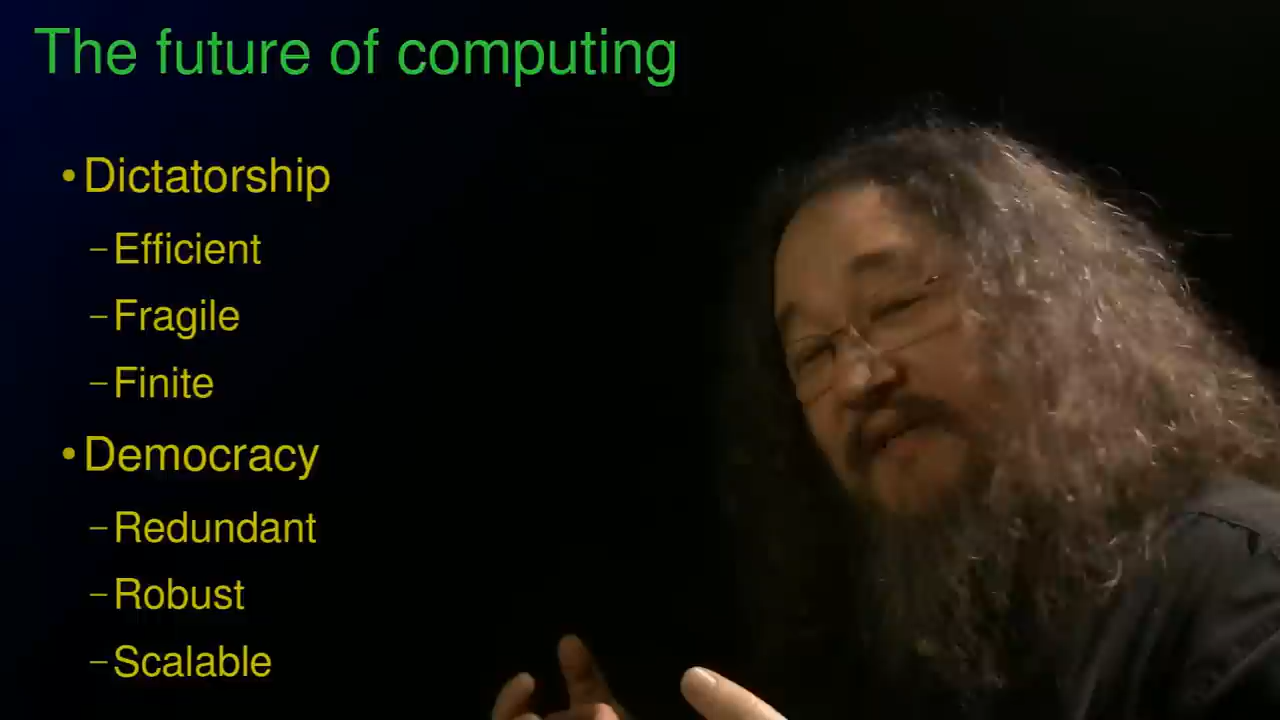 The future of computing
• Dictatorship
– Efficient
– Fragile
– Finite
• Democracy
– Redundant
– Robust
– Scalable